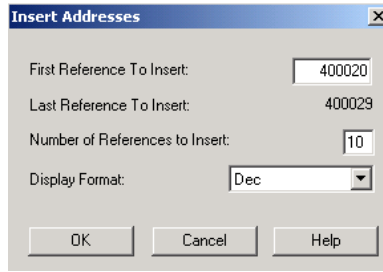 Insert Addresses
First Reference To Insert: 400020
Last Reference To Insert: 400029
Number of References to Insert: 10
Display Format: Dec
OK Cancel Help